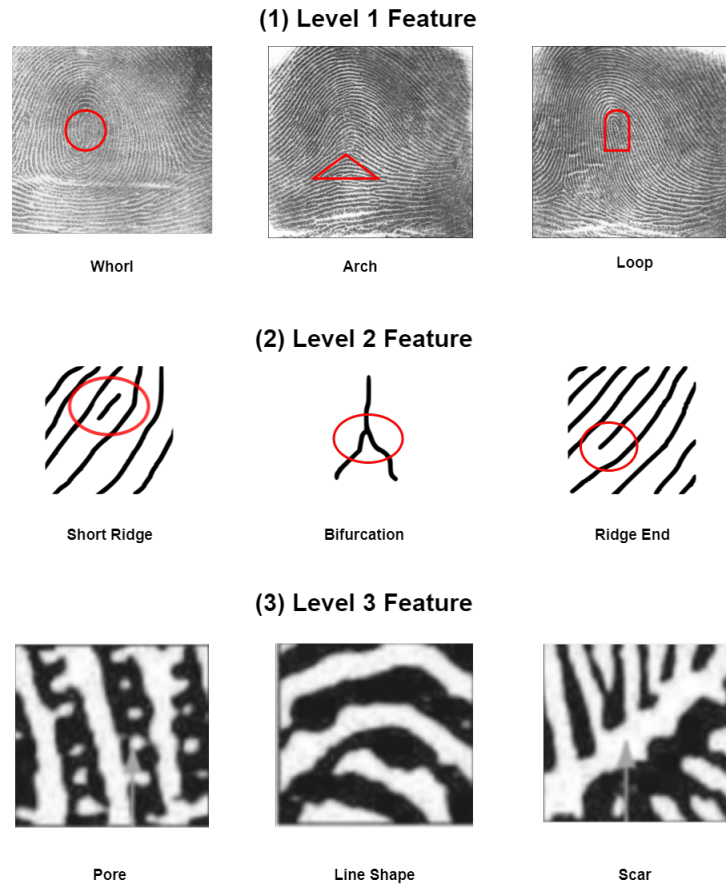 (1) Level 1 Feature
Whorl
Arch
Loop
(2) Level 2 Feature
Short Ridge
Bifurcation
Ridge End
(3) Level 3 Feature
Pore
Line Shape
Scar